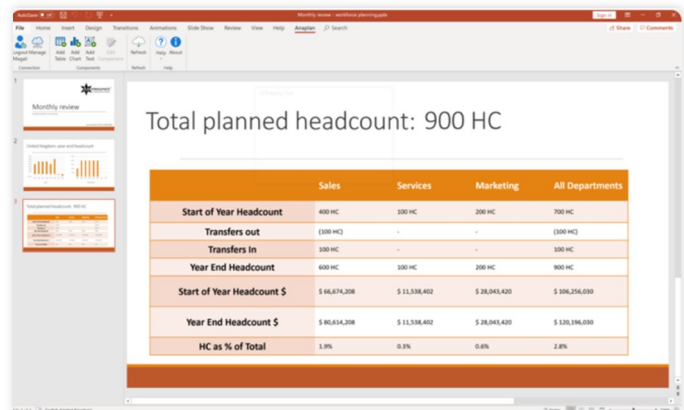 AutoSave
Monthly review - workforce planning.pptx
Sign in
File Home Insert Design Transitions Animations Slide Show Review View Help Anaplan Search
Share Comments
Logout Manage Add Add Add Edit Refresh Help About
Magali Table Chart Text Component
Connection Components Refresh Help
1
Monthly review
2
United Kingdom: year end headcount
3
Total planned headcount: 900 HC
Total planned headcount: 900 HC
Sales Services Marketing All Departments
Start of Year Headcount 400 HC 100 HC 200 HC 700 HC
Transfers out (100 HC) - - (100 HC)
Transfers In 100 HC - - 100 HC
Year End Headcount 600 HC 100 HC 200 HC 900 HC
Start of Year Headcount $ $ 66,674,208 $ 11,538,402 $ 28,043,420 $ 106,256,030
Year End Headcount $ $ 80,614,208 $ 11,538,402 $ 28,043,420 $ 120,196,030
HC as % of Total 1.9% 0.3% 0.6% 2.8%